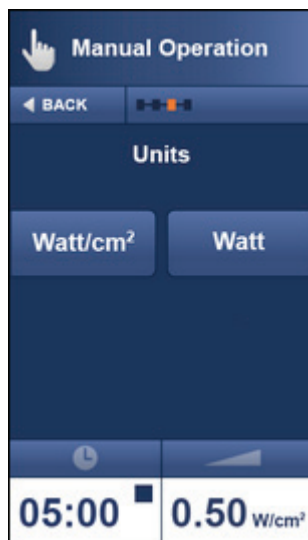 Manual Operation
BACK
Units
Watt/cm² Watt
05:00 0.50 W/cm²